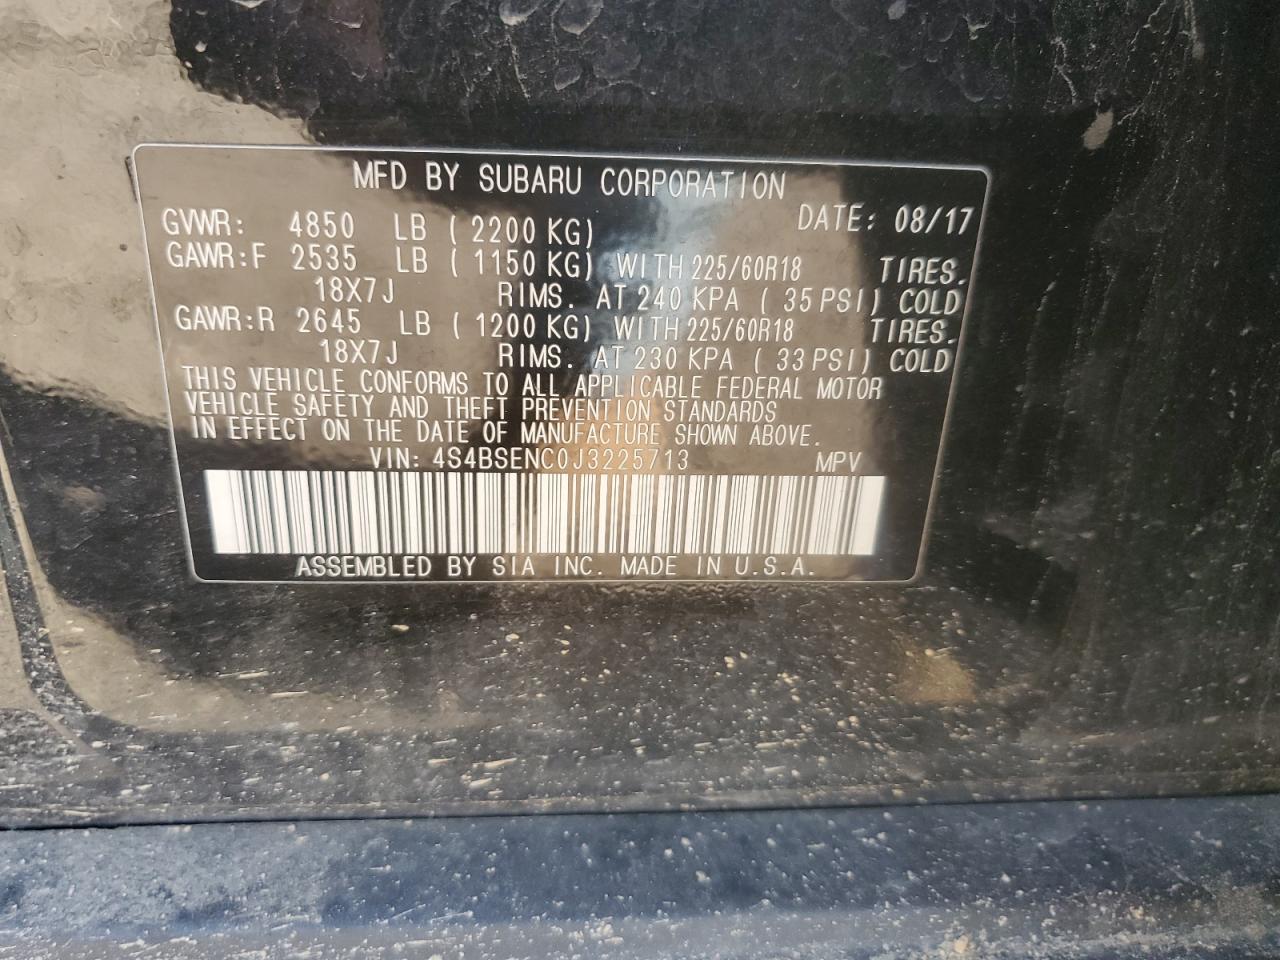 MFD BY SUBARU CORPORATION
GVWR: 4850 LB ( 2200 KG) DATE: 08/17
GAWR:F 2535 LB ( 1150 KG) WITH 225/60R18 TIRES.
18X7J RIMS. AT 240 KPA ( 35 PSI) COLD
GAWR:R 2645 LB ( 1200 KG) WITH 225/60R18 TIRES.
18X7J RIMS. AT 230 KPA ( 33 PSI) COLD
THIS VEHICLE CONFORMS TO ALL APPLICABLE FEDERAL MOTOR
VEHICLE SAFETY AND THEFT PREVENTION STANDARDS
IN EFFECT ON THE DATE OF MANUFACTURE SHOWN ABOVE.
VIN: 4S4BSENC0J3225713 MPV
ASSEMBLED BY SIA INC. MADE IN U.S.A.